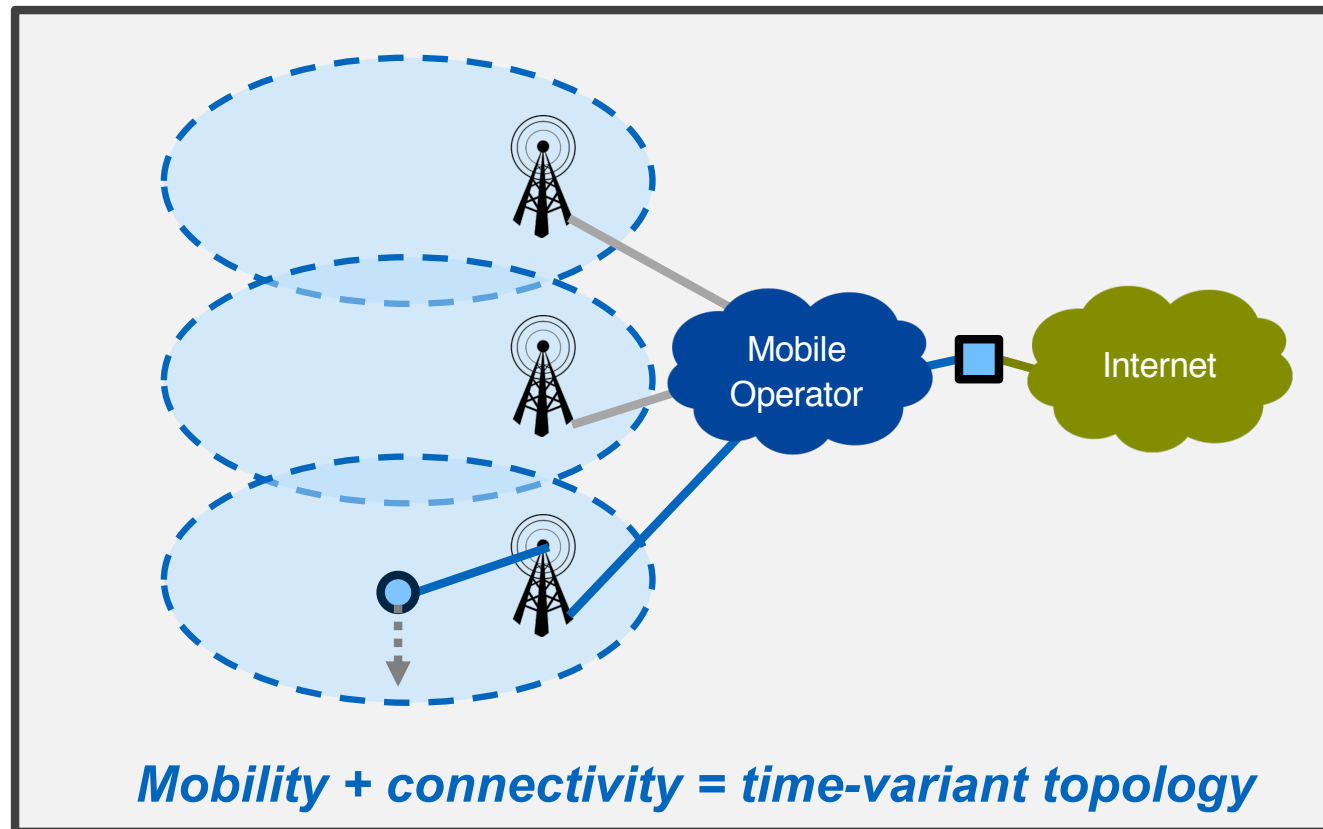 Mobile
Operator
Internet
Mobility + connectivity = time-variant topology